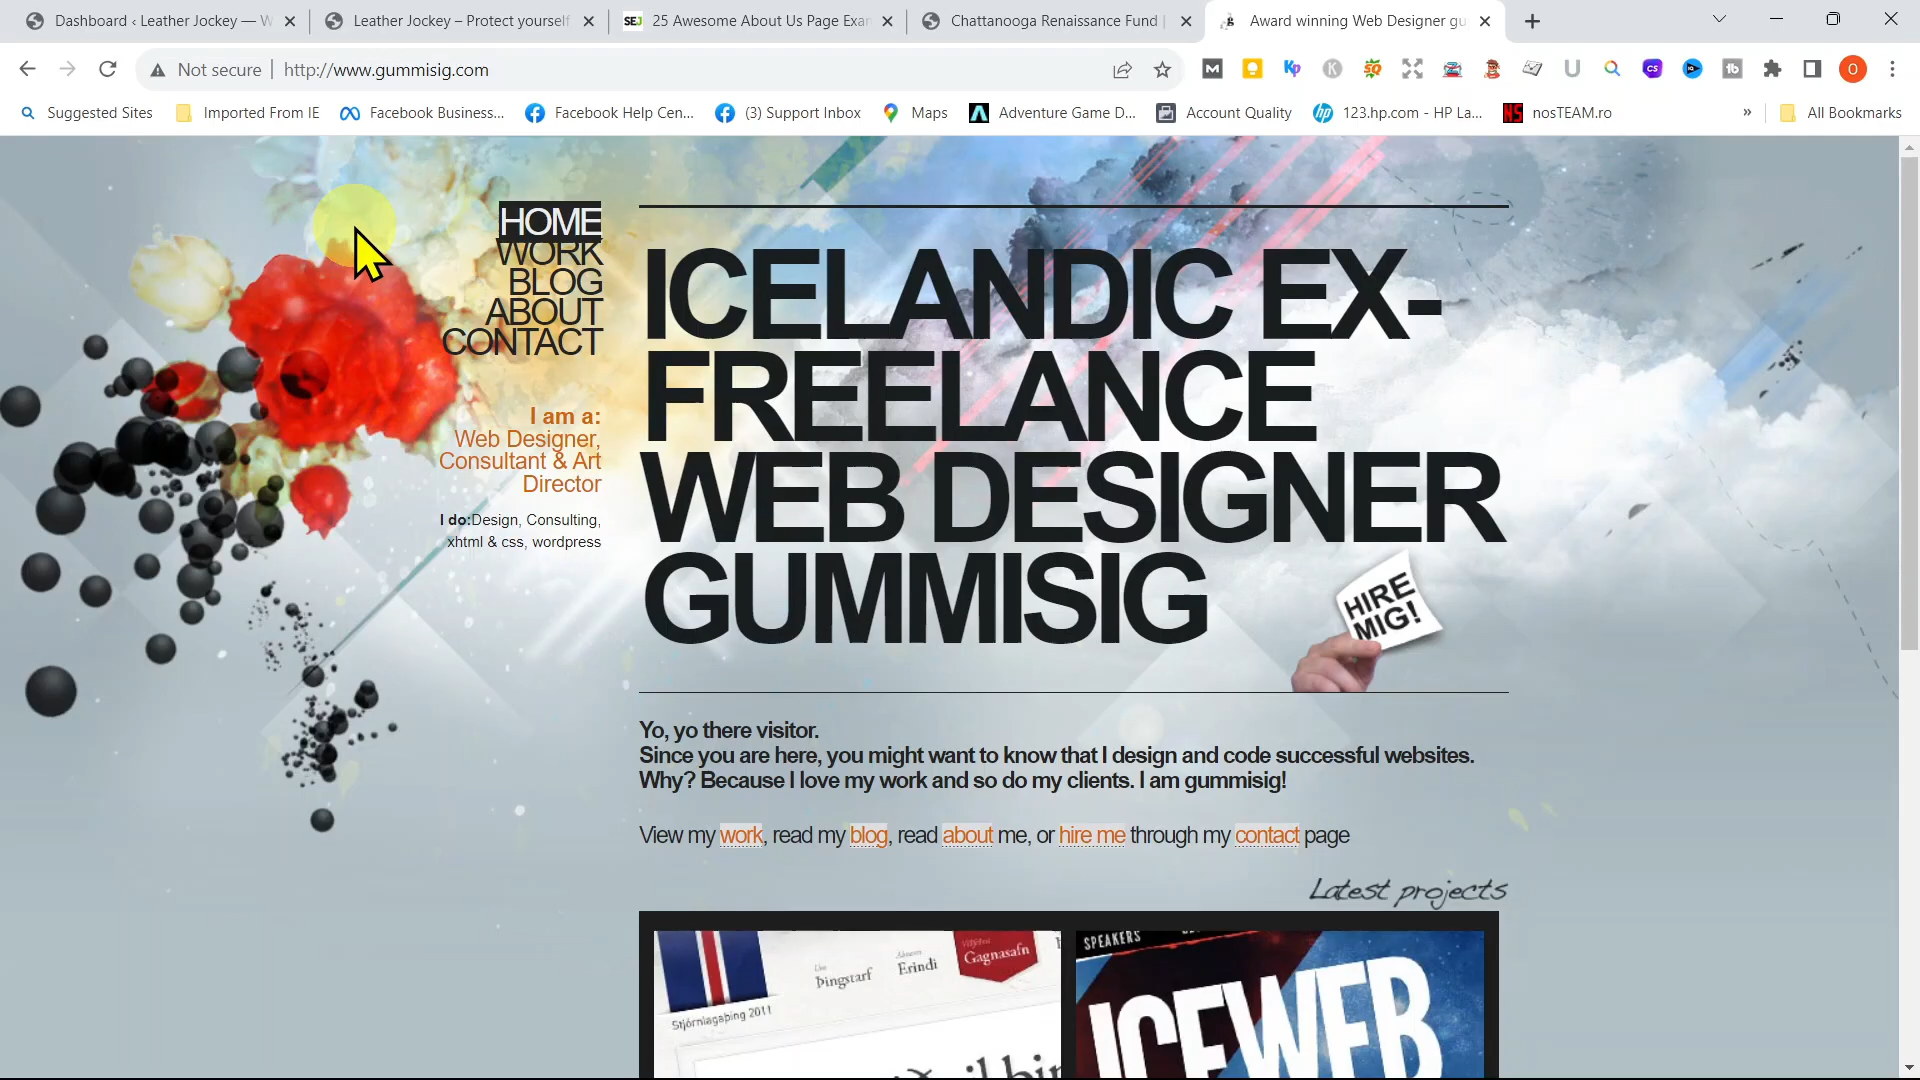 Dashboard ‹ Leather Jockey — W
Leather Jockey – Protect yourself
SEJ 25 Awesome About Us Page Exa
Chattanooga Renaissance Fund |
Award winning Web Designer gu
Not secure | http://www.gummisig.com
Suggested Sites
Imported From IE
Facebook Business...
Facebook Help Cen...
(3) Support Inbox
Maps
Adventure Game D...
Account Quality
123.hp.com - HP La...
nosTEAM.ro
»
All Bookmarks
HOME
WORK
BLOG
ABOUT
CONTACT
I am a:
Web Designer,
Consultant & Art
Director
I do:Design, Consulting,
xhtml & css, wordpress
ICELANDIC EX-
FREELANCE
WEB DESIGNER
GUMMISIG
HIRE
MIG!
Yo, yo there visitor.
Since you are here, you might want to know that I design and code successful websites.
Why? Because I love my work and so do my clients. I am gummisig!
View my work, read my blog, read about me, or hire me through my contact page
Latest projects
Þingstarf
Erindi
Gagnasafn
Stjórnlagaþing 2011
SPEAKERS
ICEWEB